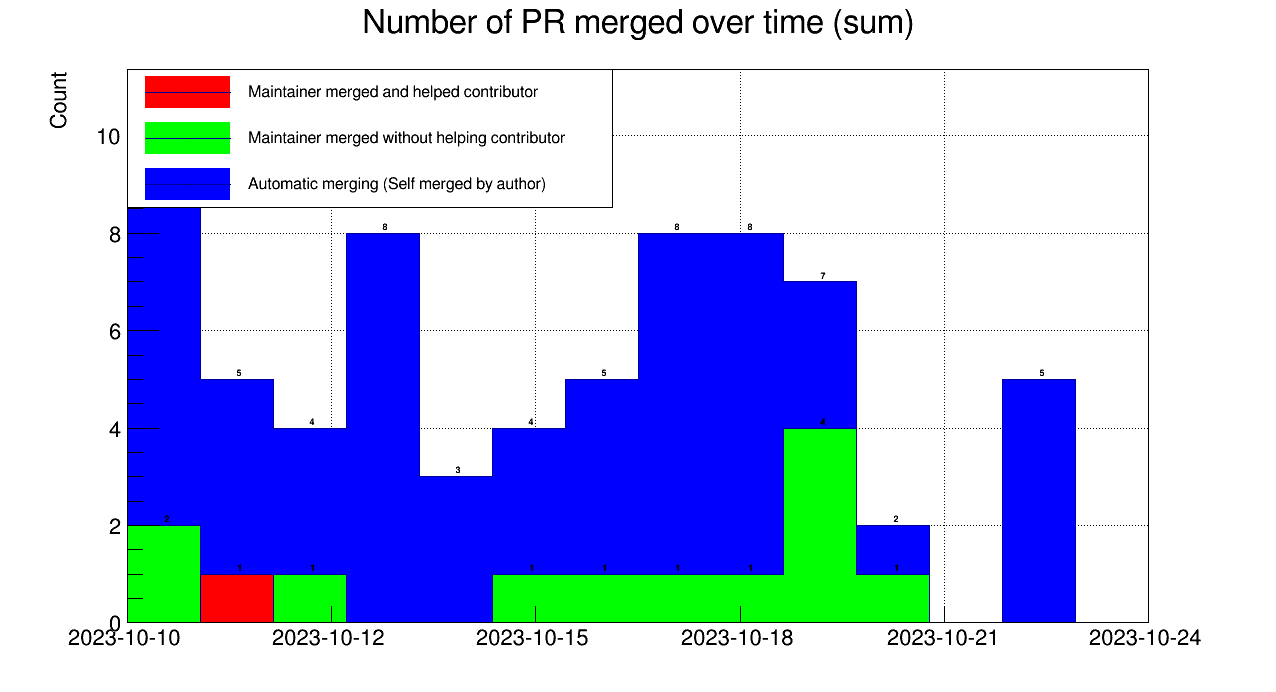 Number of PR merged over time (sum)
Count
Maintainer merged and helped contributor
Maintainer merged without helping contributor
Automatic merging (Self merged by author)
10
8
6
4
2
0
8 8 8
7
5 5 5
4 4 4
3
2 2
1 1 1 1 1 1 1
2023-10-10 2023-10-12 2023-10-15 2023-10-18 2023-10-21 2023-10-24